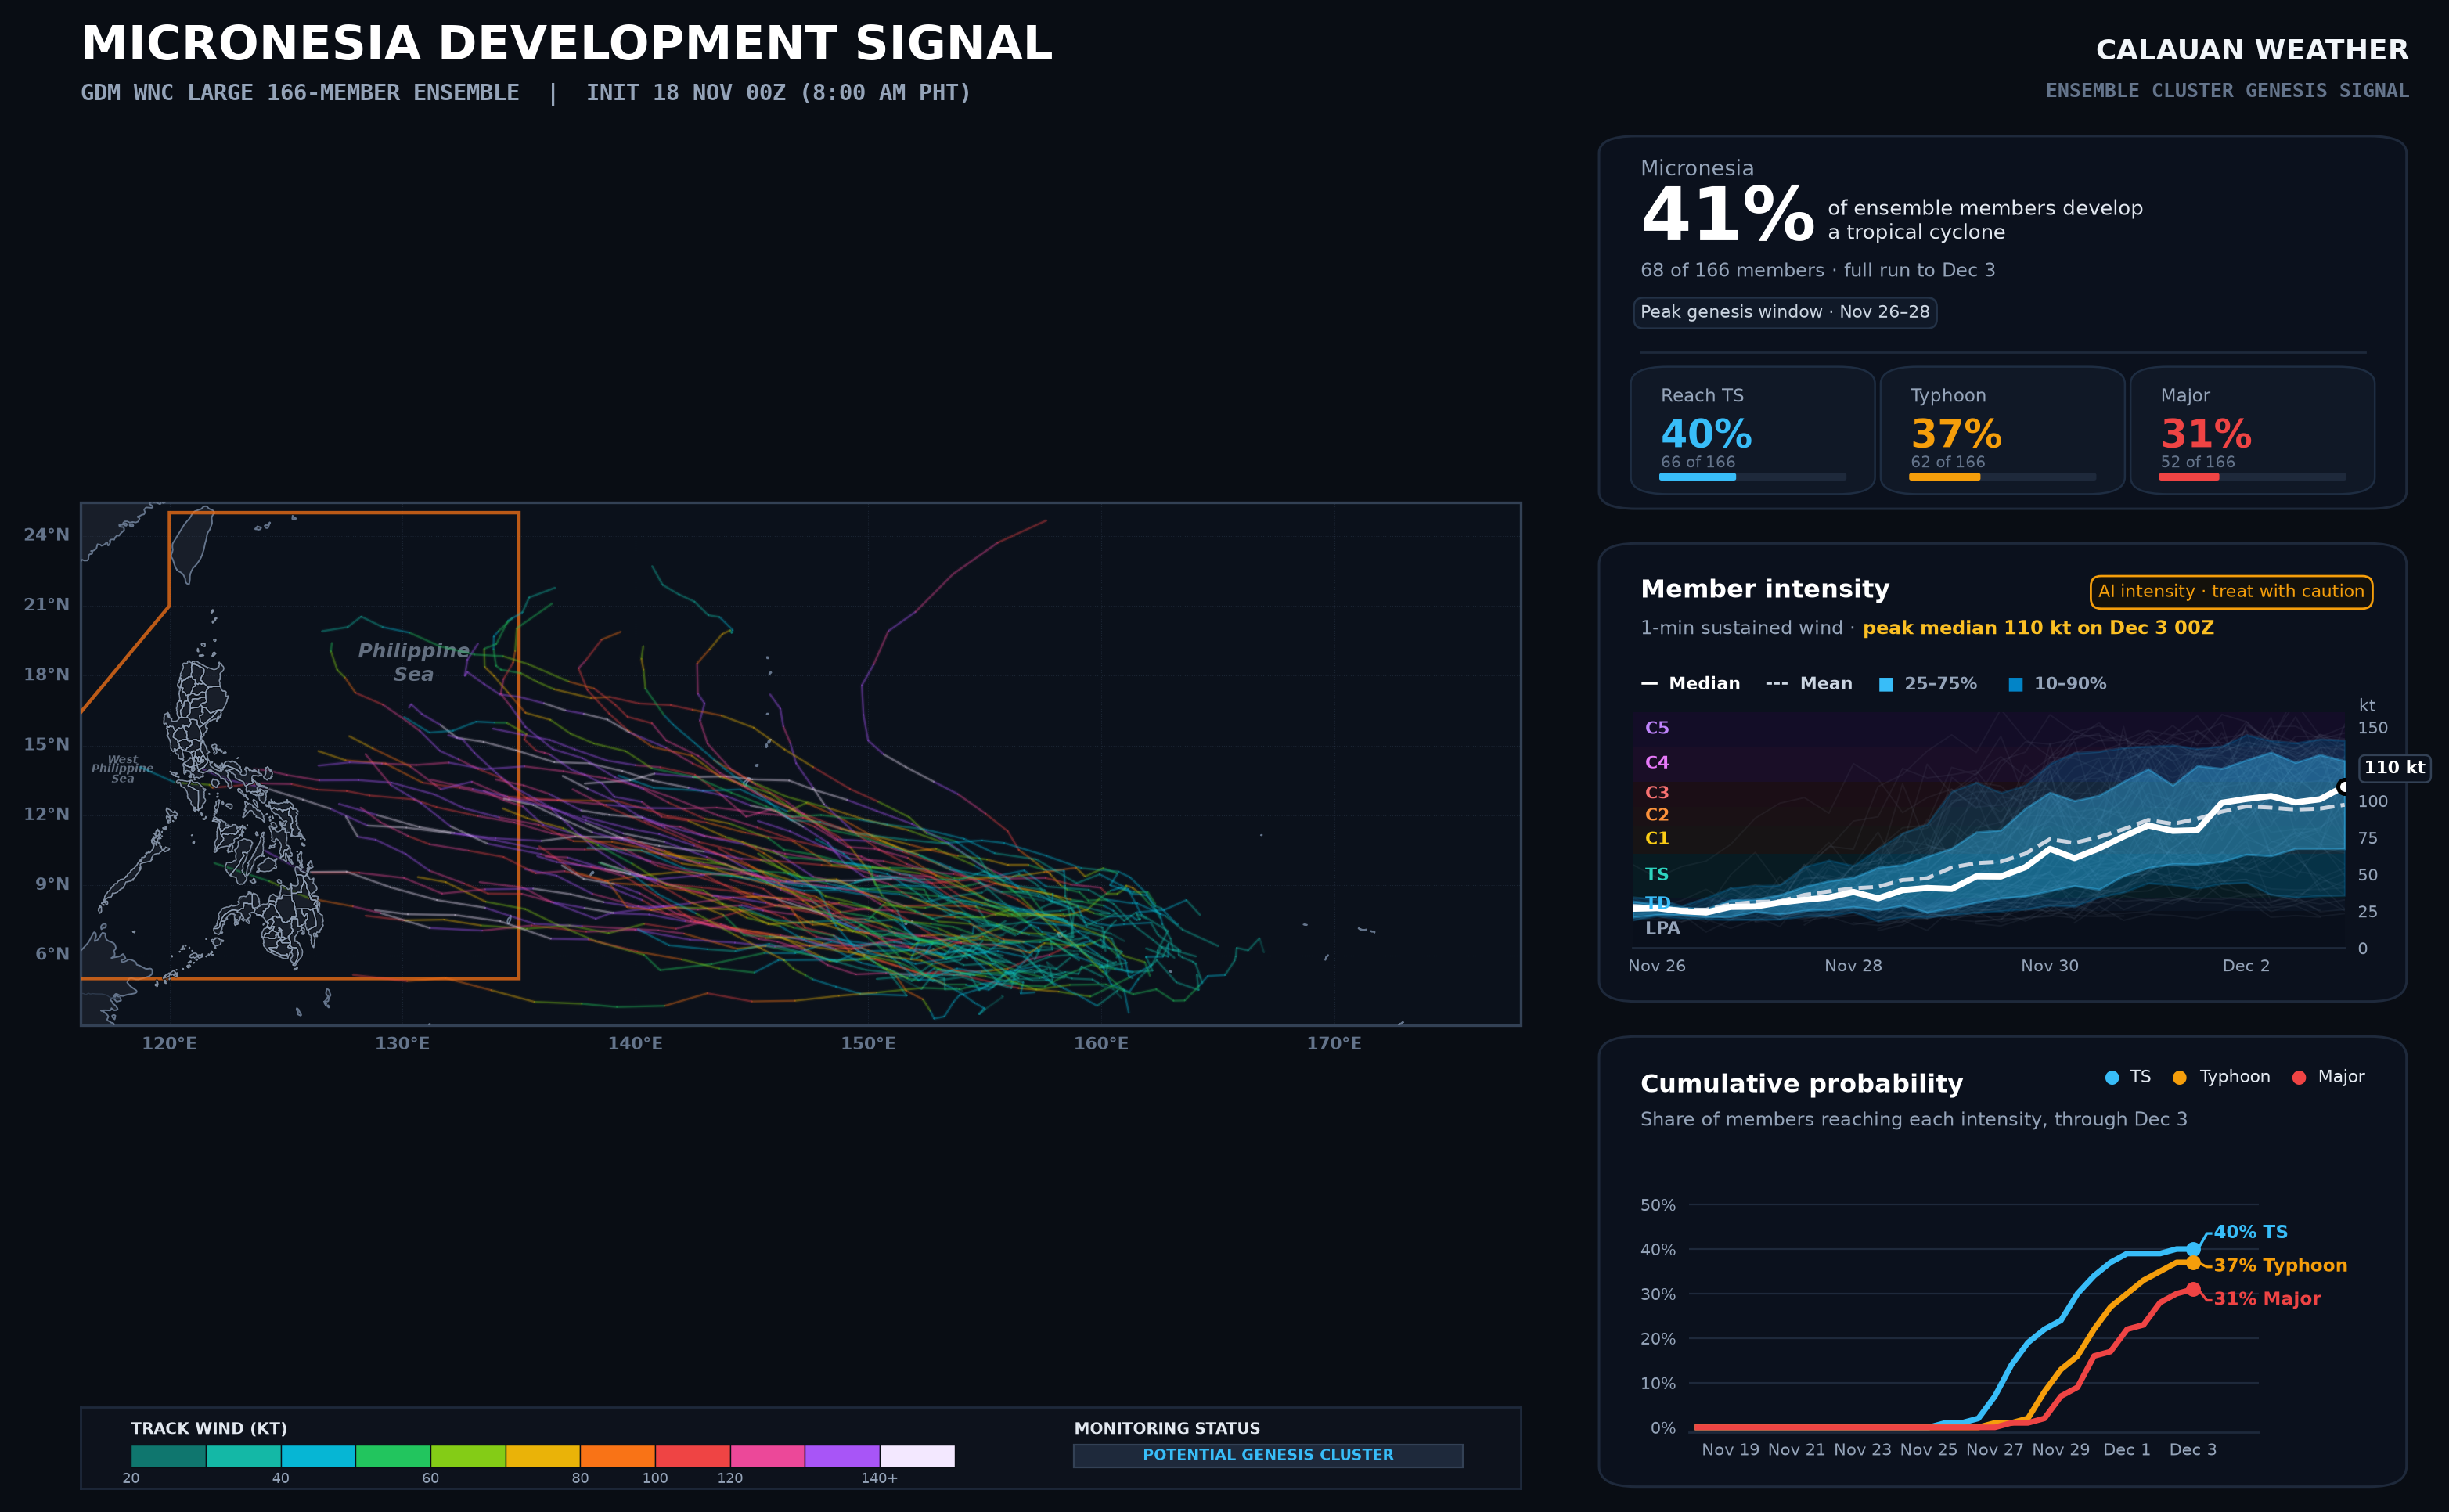 MICRONESIA DEVELOPMENT SIGNAL
GDM WNC LARGE 166-MEMBER ENSEMBLE | INIT 18 NOV 00Z (8:00 AM PHT)
CALAUAN WEATHER
ENSEMBLE CLUSTER GENESIS SIGNAL
24°N
21°N
18°N
15°N
12°N
9°N
6°N
Philippine
Sea
West
Philippine
Sea
120°E
130°E
140°E
150°E
160°E
170°E
TRACK WIND (KT)
20
40
60
80
100
120
140+
MONITORING STATUS
POTENTIAL GENESIS CLUSTER
Micronesia
41%
of ensemble members develop
a tropical cyclone
68 of 166 members · full run to Dec 3
Peak genesis window · Nov 26–28
Reach TS
40%
66 of 166
Typhoon
37%
62 of 166
Major
31%
52 of 166
Member intensity
AI intensity · treat with caution
1-min sustained wind · peak median 110 kt on Dec 3 00Z
Median
Mean
25–75%
10–90%
kt
C5
C4
C3
C2
C1
TS
TD
LPA
150
110 kt
100
75
50
25
0
Nov 26
Nov 28
Nov 30
Dec 2
Cumulative probability
TS
Typhoon
Major
Share of members reaching each intensity, through Dec 3
50%
40%
30%
20%
10%
0%
40% TS
37% Typhoon
31% Major
Nov 19
Nov 21
Nov 23
Nov 25
Nov 27
Nov 29
Dec 1
Dec 3